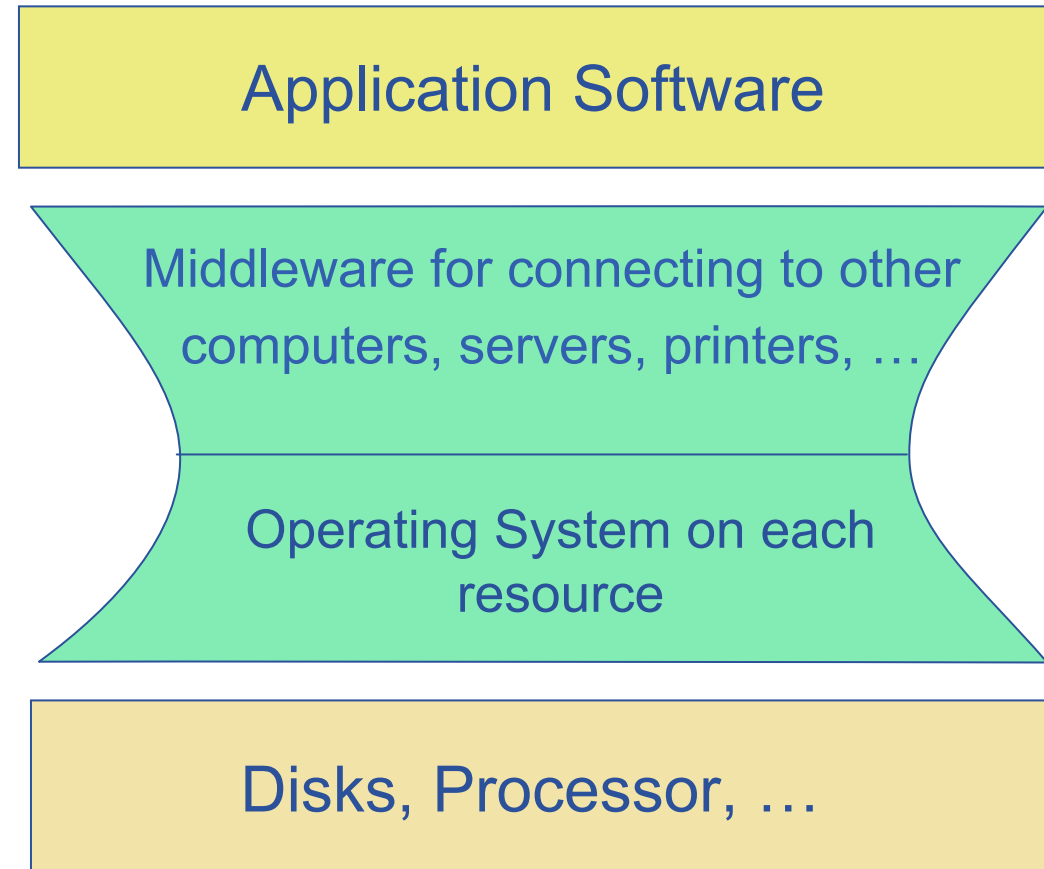 Application Software
Middleware for connecting to other
computers, servers, printers, …
Operating System on each
resource
Disks, Processor, …